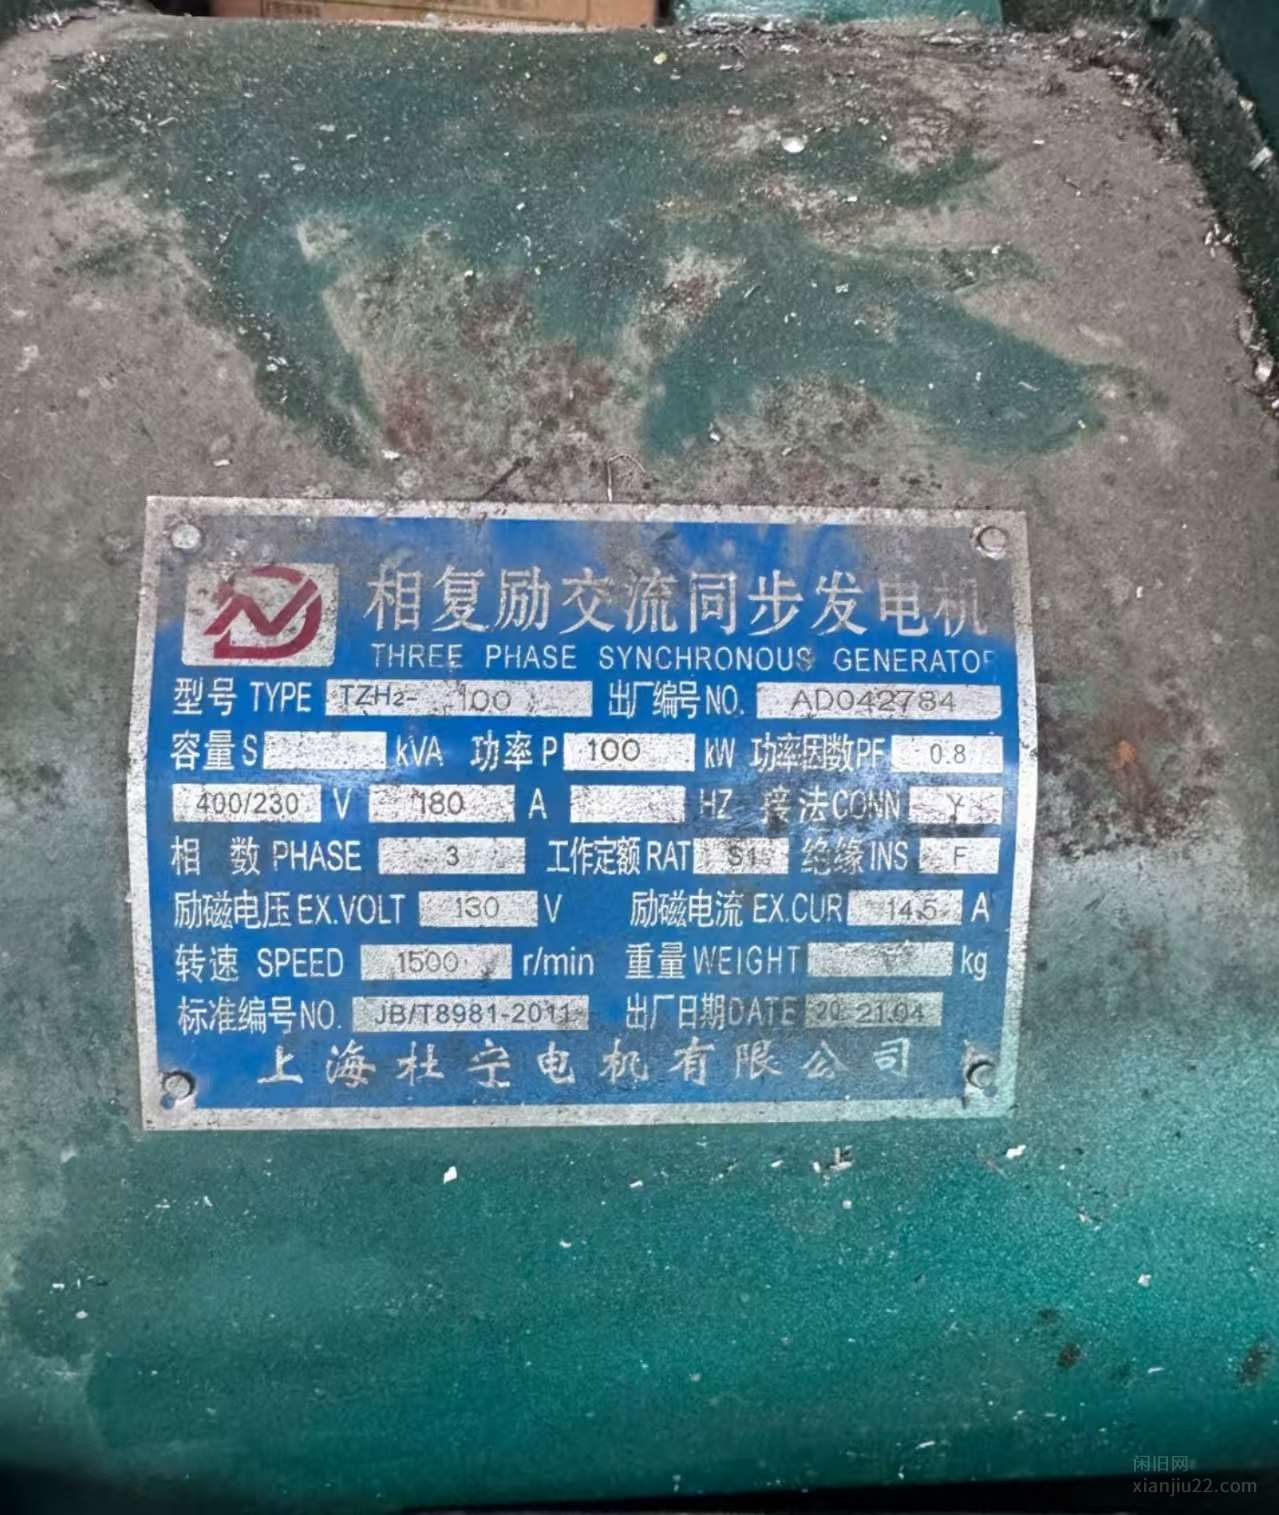 相复励交流同步发电机
THREE PHASE SYNCHRONOUS GENERATOR
型号 TYPE TZH2- 100 出厂编号 NO. AD042784
容量 S kVA 功率 P 100 kW 功率因数 PF 0.8
400/230 V 180 A HZ 接法 CONN Y
相 数 PHASE 3 工作定额 RAT S1 绝缘 INS F
励磁电压 EX.VOLT 130 V 励磁电流 EX.CUR 14.5 A
转速 SPEED 1500 r/min 重量 WEIGHT kg
标准编号 NO. JB/T8981-2011 出厂日期 DATE 20 21.04
上海杜宁电机有限公司
闲旧网
xianjiu22.com